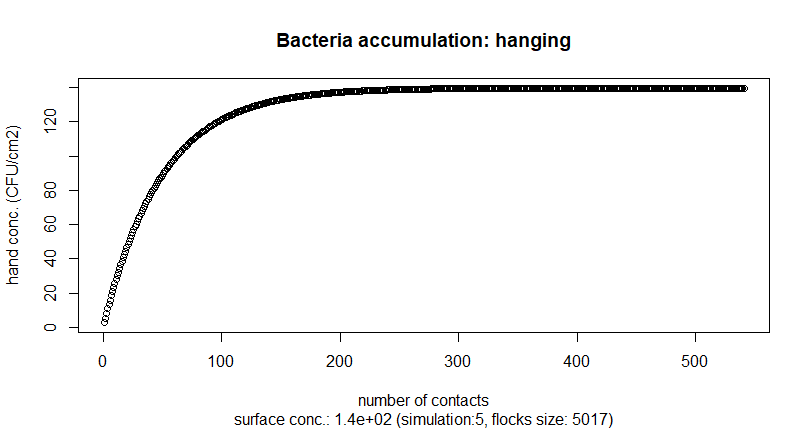 Bacteria accumulation: hanging
120
80
60
40
20
0
hand conc. (CFU/cm2)
0 100 200 300 400 500
number of contacts
surface conc.: 1.4e+02 (simulation:5, flocks size: 5017)